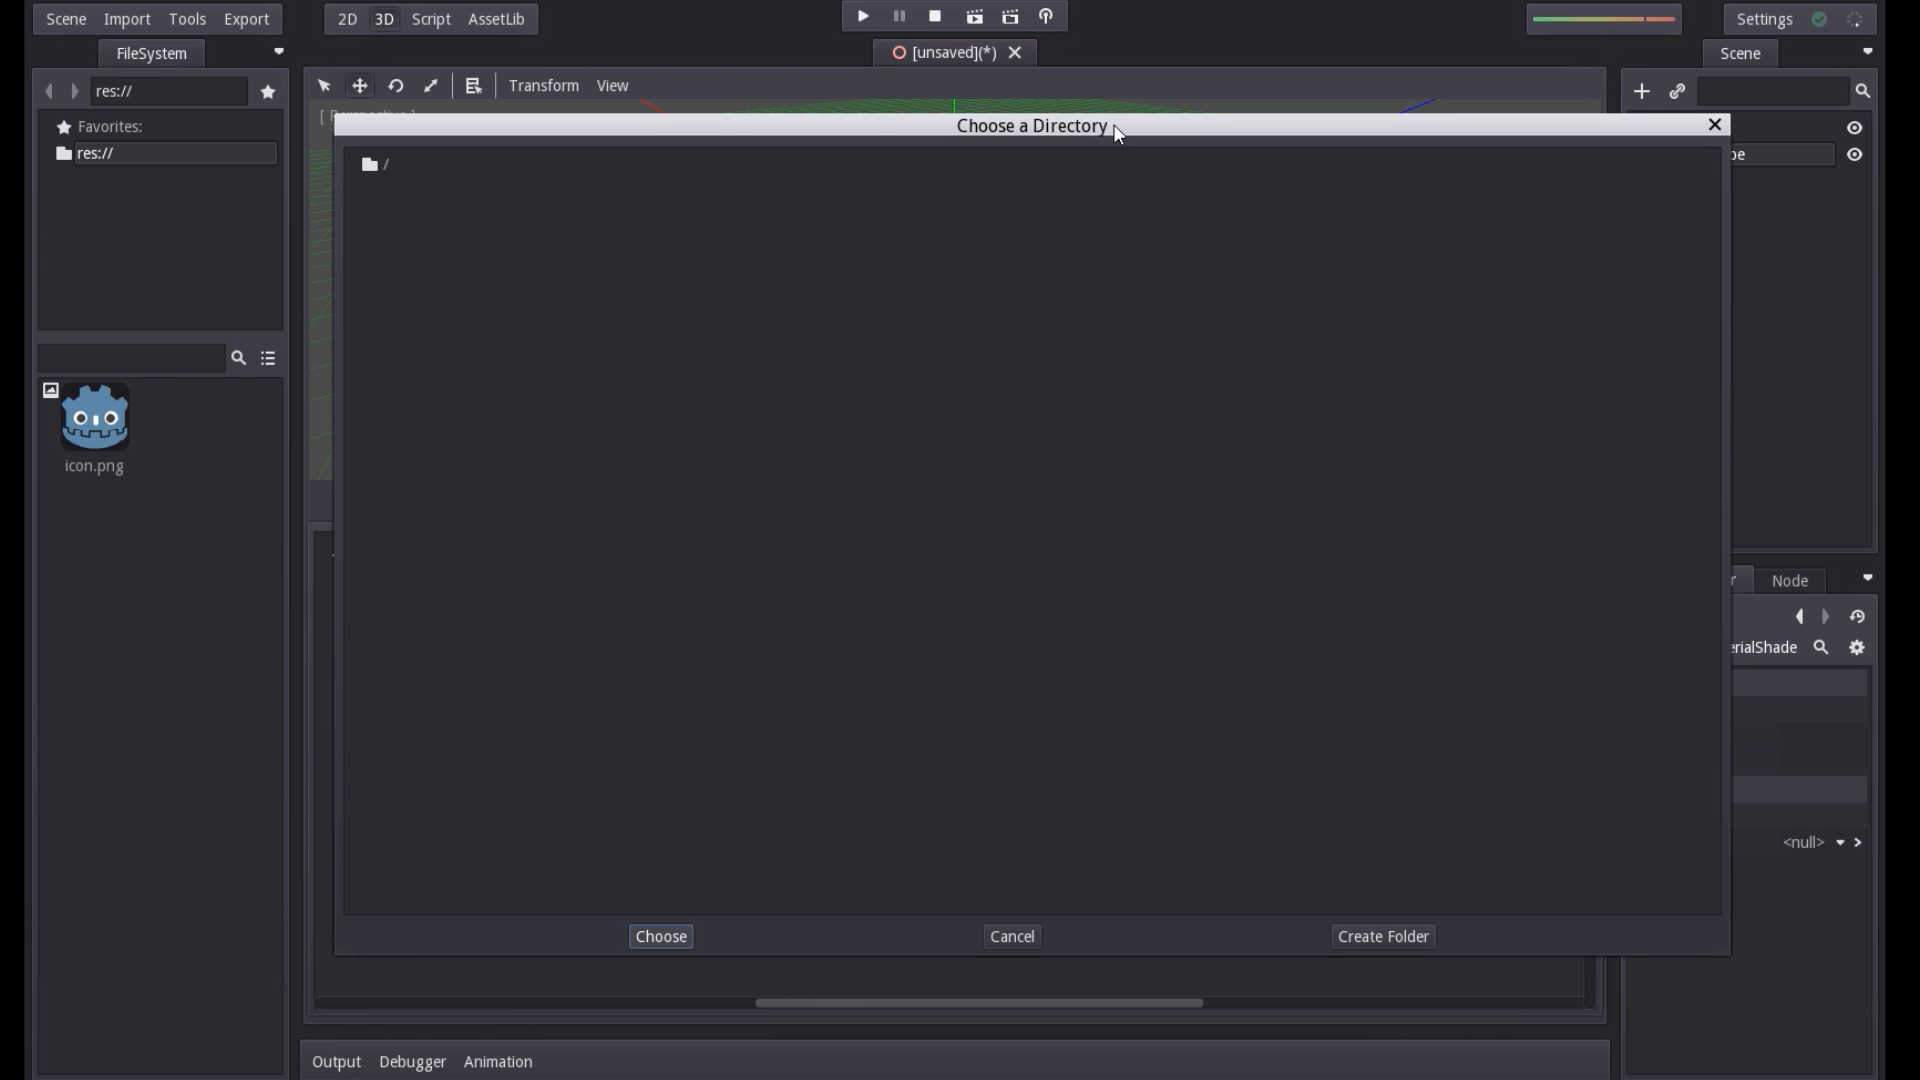 Scene Import Tools Export 2D 3D Script AssetLib Settings
FileSystem [unsaved](*) Scene
res:// Transform View
Favorites:
res://
Choose a Directory
/
icon.png
Node
erialShade
<null>
Choose Cancel Create Folder
Output Debugger Animation